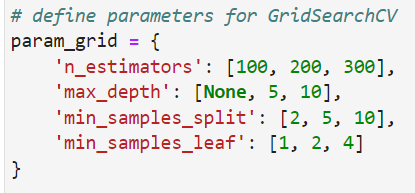 # define parameters for GridSearchCV
param_grid = {
    'n_estimators': [100, 200, 300],
    'max_depth': [None, 5, 10],
    'min_samples_split': [2, 5, 10],
    'min_samples_leaf': [1, 2, 4]
}